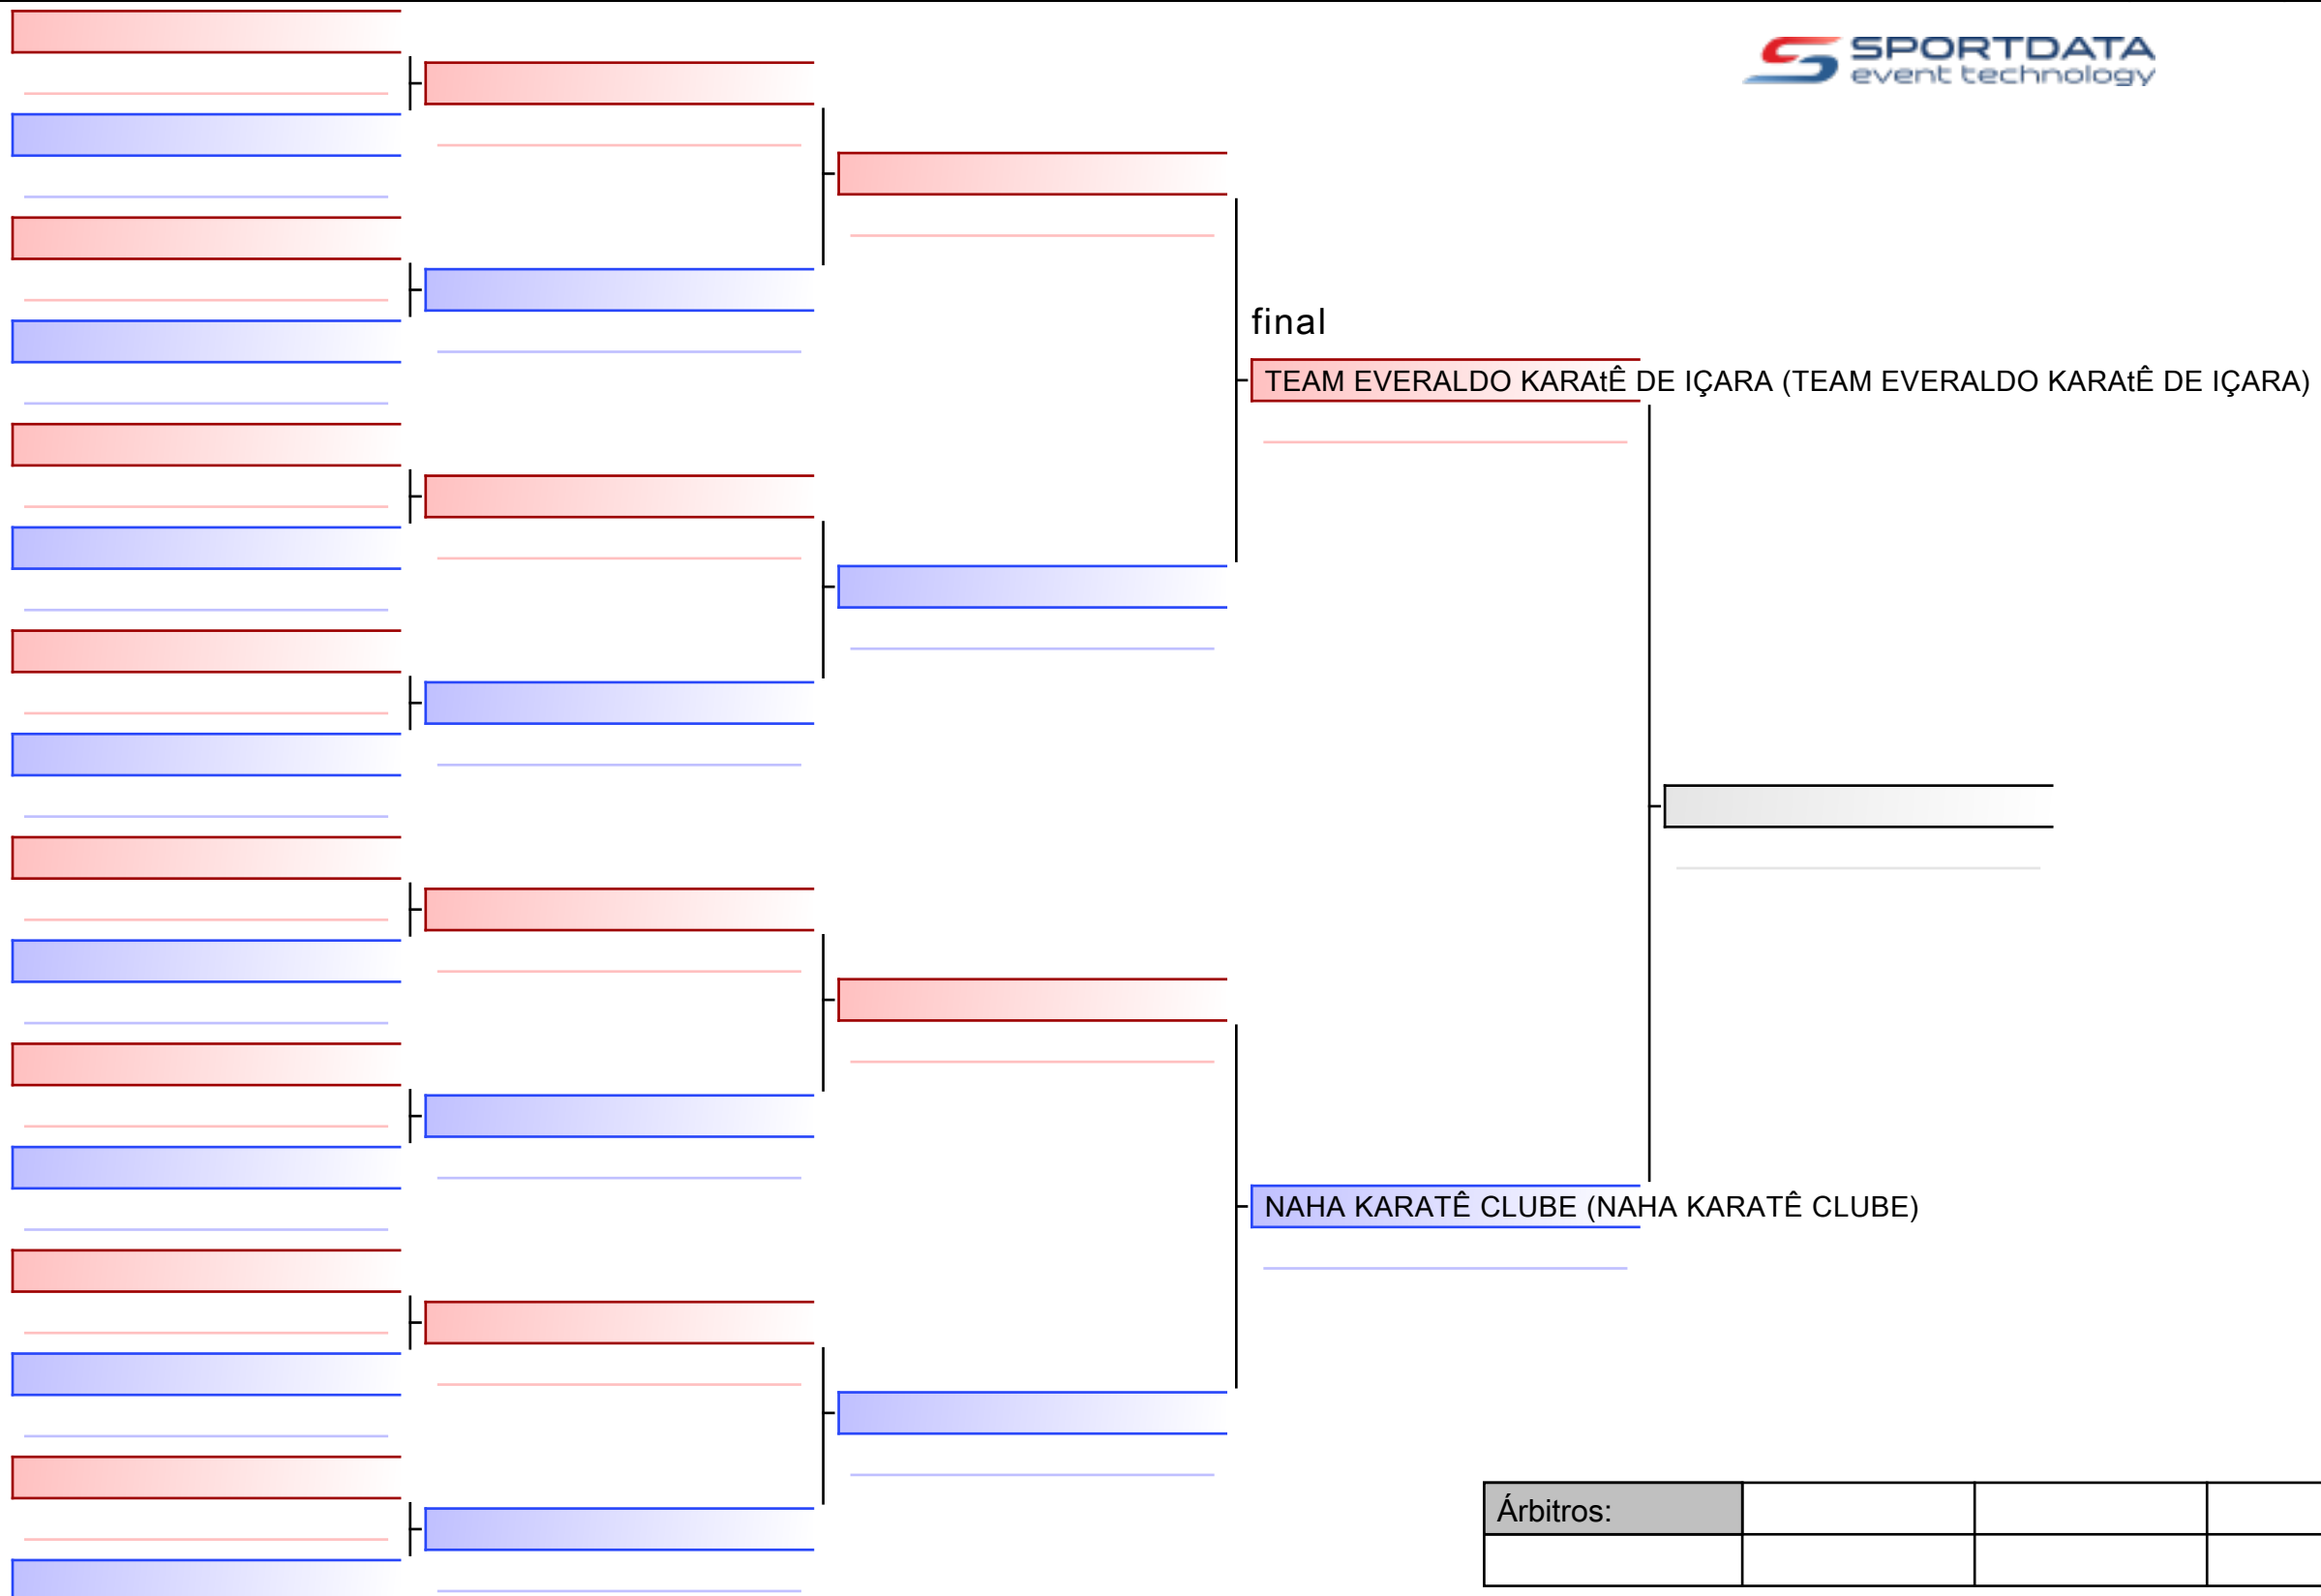 SPORTDATA
event technology
final
TEAM EVERALDO KARAtÊ DE IÇARA (TEAM EVERALDO KARAtÊ DE IÇARA)
NAHA KARATÊ CLUBE (NAHA KARATÊ CLUBE)
Árbitros: